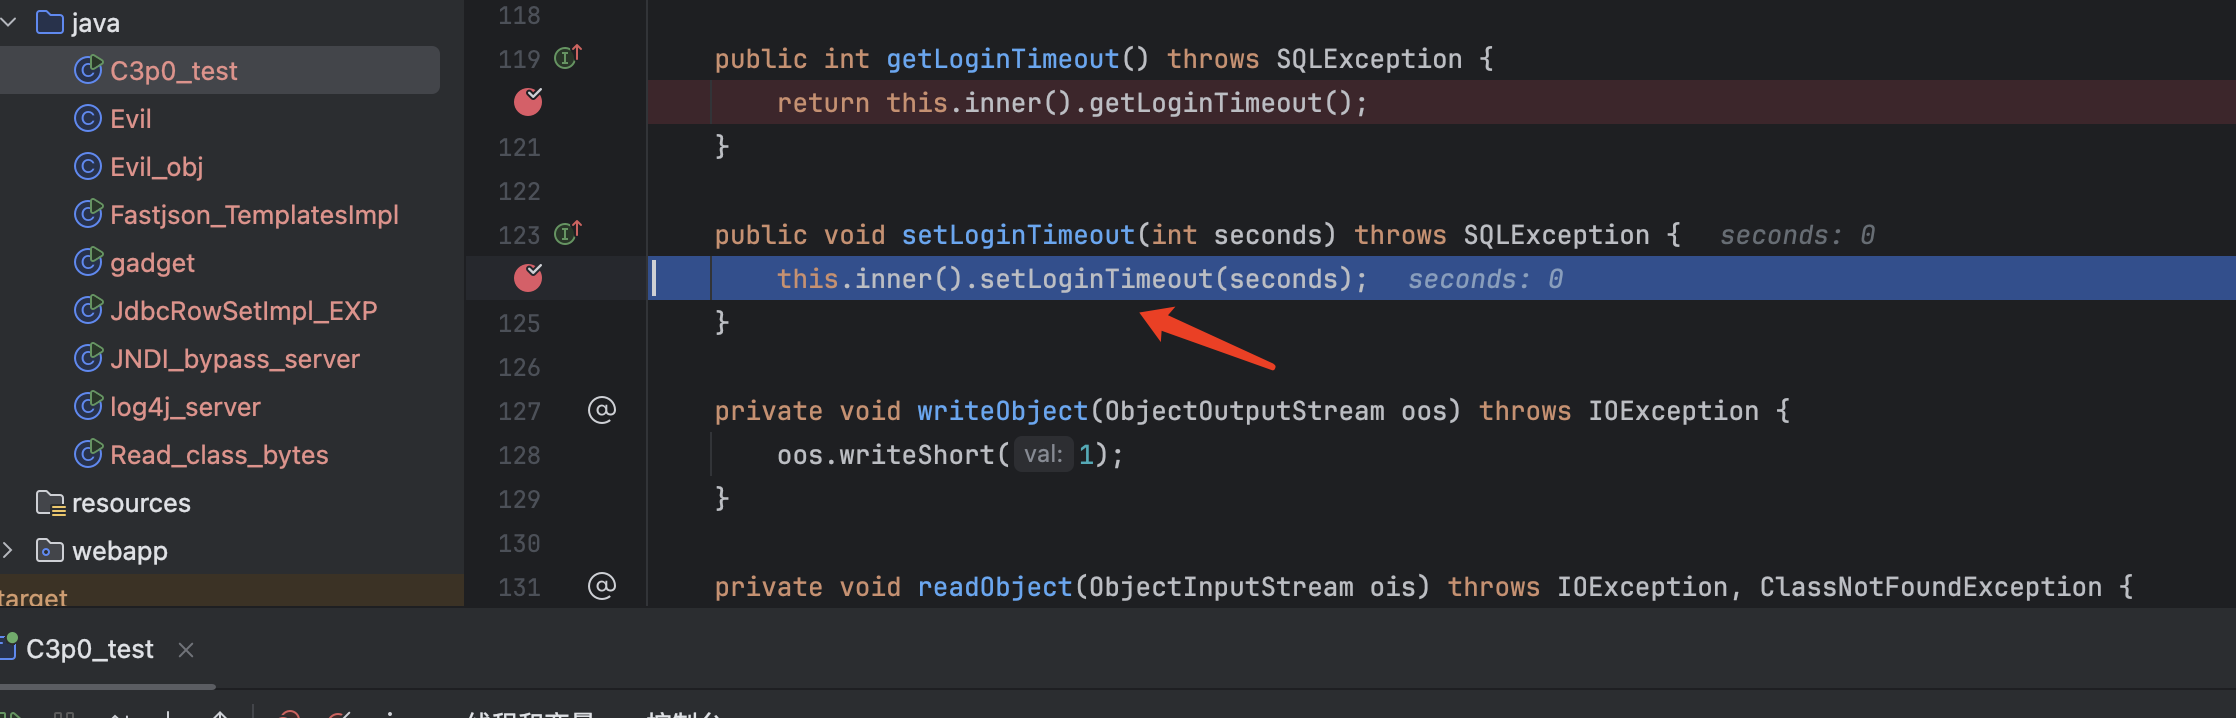 java
C3p0_test
Evil
Evil_obj
Fastjson_TemplatesImpl
gadget
JdbcRowSetImpl_EXP
JNDI_bypass_server
log4j_server
Read_class_bytes
resources
webapp
target
118
119 public int getLoginTimeout() throws SQLException {
return this.inner().getLoginTimeout();
121 }
122
123 public void setLoginTimeout(int seconds) throws SQLException { seconds: 0
this.inner().setLoginTimeout(seconds); seconds: 0
125 }
126
127 @ private void writeObject(ObjectOutputStream oos) throws IOException {
128 oos.writeShort( val: 1);
129 }
130
131 @ private void readObject(ObjectInputStream ois) throws IOException, ClassNotFoundException {
C3p0_test
线程和变量 控制台